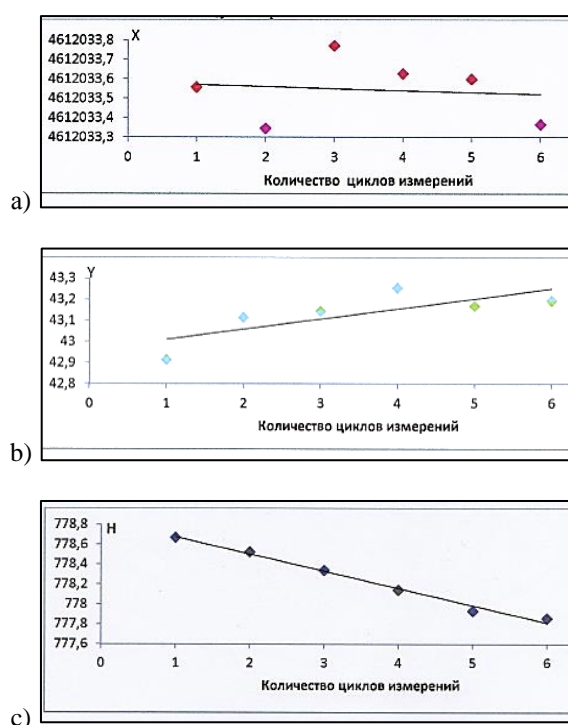 X
4612033,8
4612033,7
4612033,6
4612033,5
4612033,4
4612033,3
0 1 2 3 4 5 6
Количество циклов измерений
a)
Y
43,3
43,2
43,1
43
42,9
42,8
0 1 2 3 4 5 6
Количество циклов измерений
b)
H
778,8
778,6
778,4
778,2
778
777,8
777,6
0 1 2 3 4 5 6
Количество циклов измерений
c)